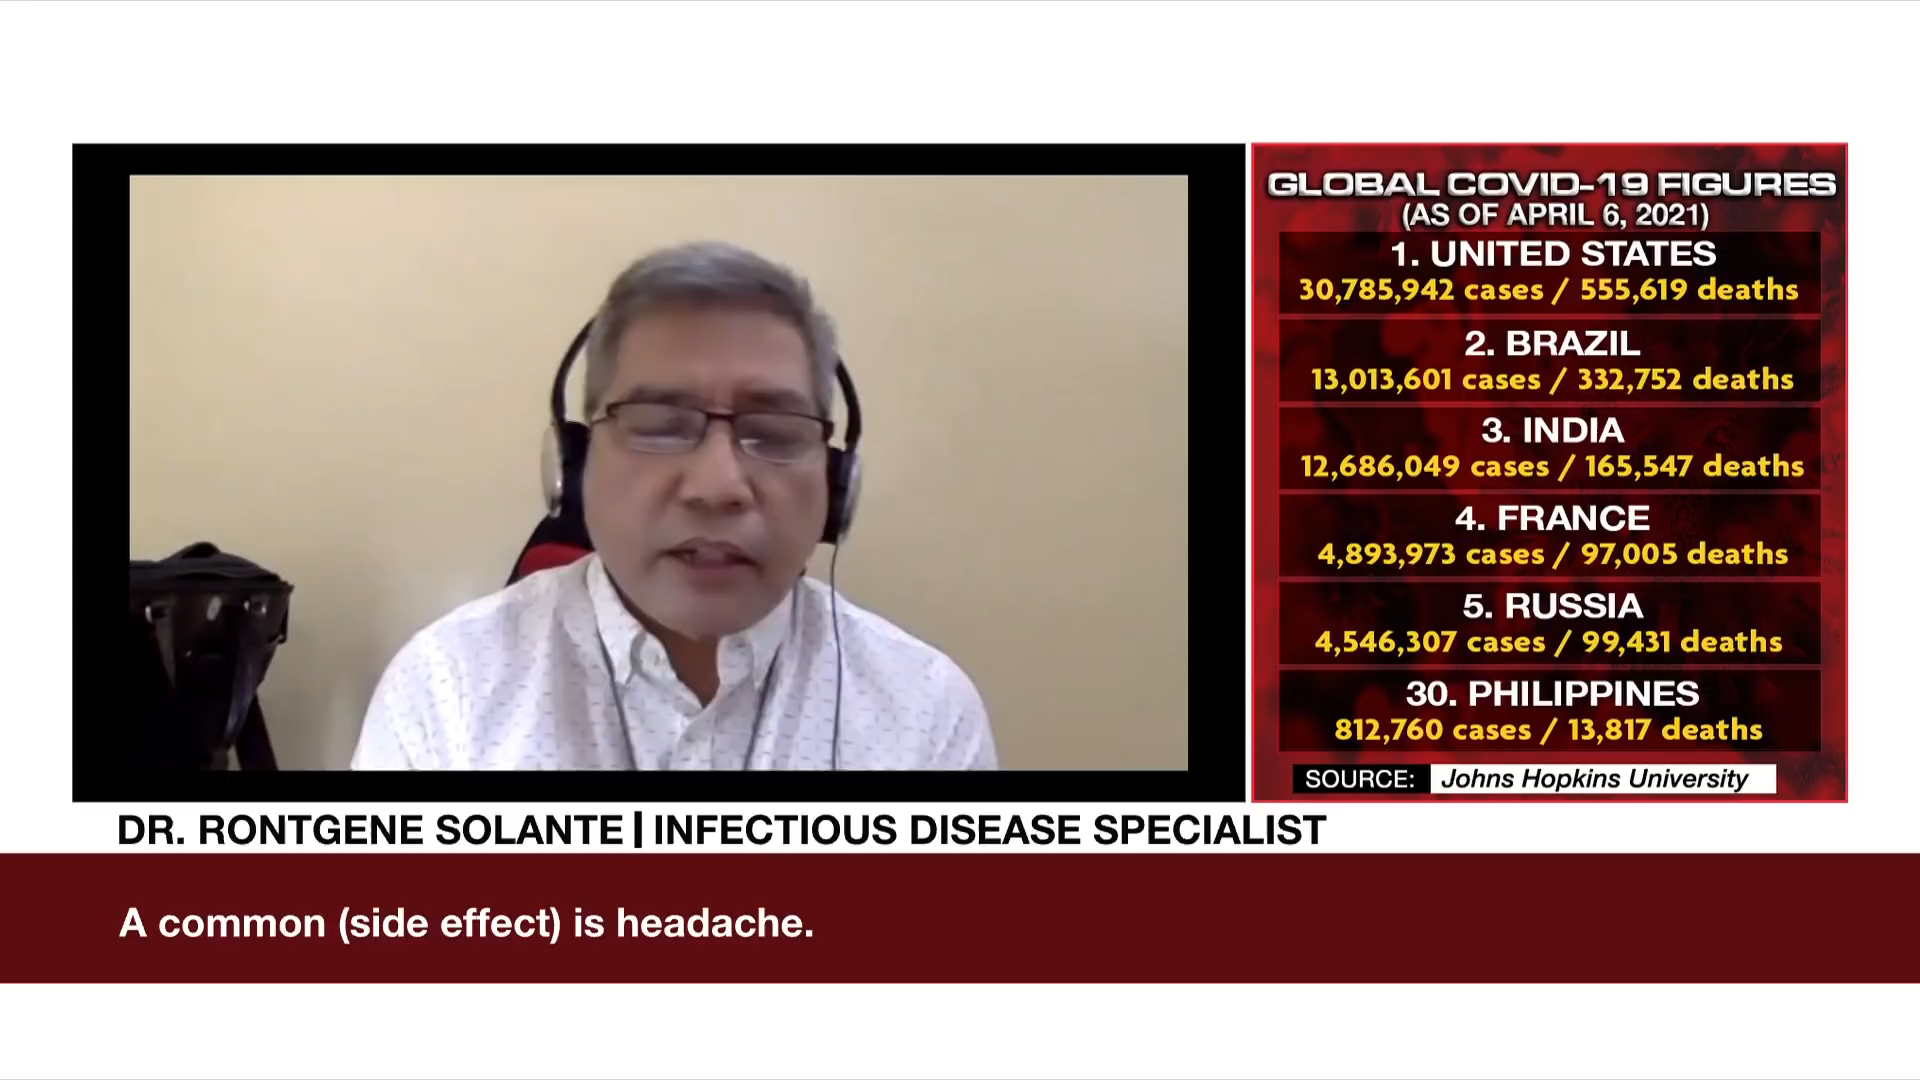 GLOBAL COVID-19 FIGURES
(AS OF APRIL 6, 2021)
1. UNITED STATES
30,785,942 cases / 555,619 deaths
2. BRAZIL
13,013,601 cases / 332,752 deaths
3. INDIA
12,686,049 cases / 165,547 deaths
4. FRANCE
4,893,973 cases / 97,005 deaths
5. RUSSIA
4,546,307 cases / 99,431 deaths
30. PHILIPPINES
812,760 cases / 13,817 deaths
SOURCE: Johns Hopkins University
DR. RONTGENE SOLANTE | INFECTIOUS DISEASE SPECIALIST
A common (side effect) is headache.